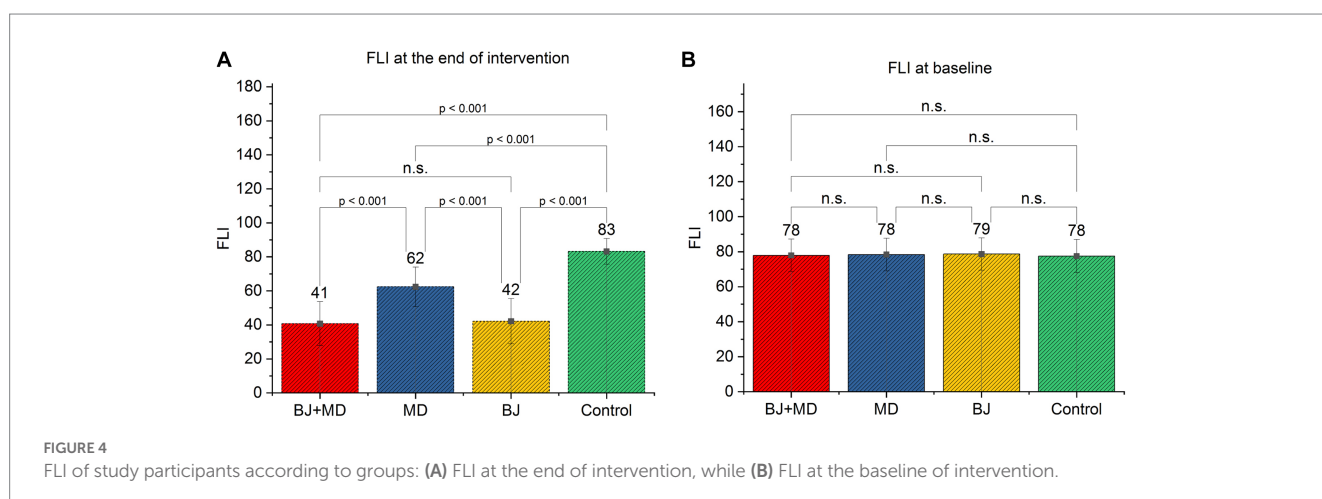 A
FLI at the end of intervention
180
160
140
120
100
80
60
40
20
0
FLI
p < 0.001
p < 0.001
n.s.
p < 0.001 p < 0.001 p < 0.001
41 62 42 83
BJ+MD MD BJ Control
B
FLI at baseline
160
140
120
100
80
60
40
20
0
FLI
n.s.
n.s.
n.s.
n.s. n.s. n.s.
78 78 79 78
BJ+MD MD BJ Control
FIGURE 4
FLI of study participants according to groups: (A) FLI at the end of intervention, while (B) FLI at the baseline of intervention.